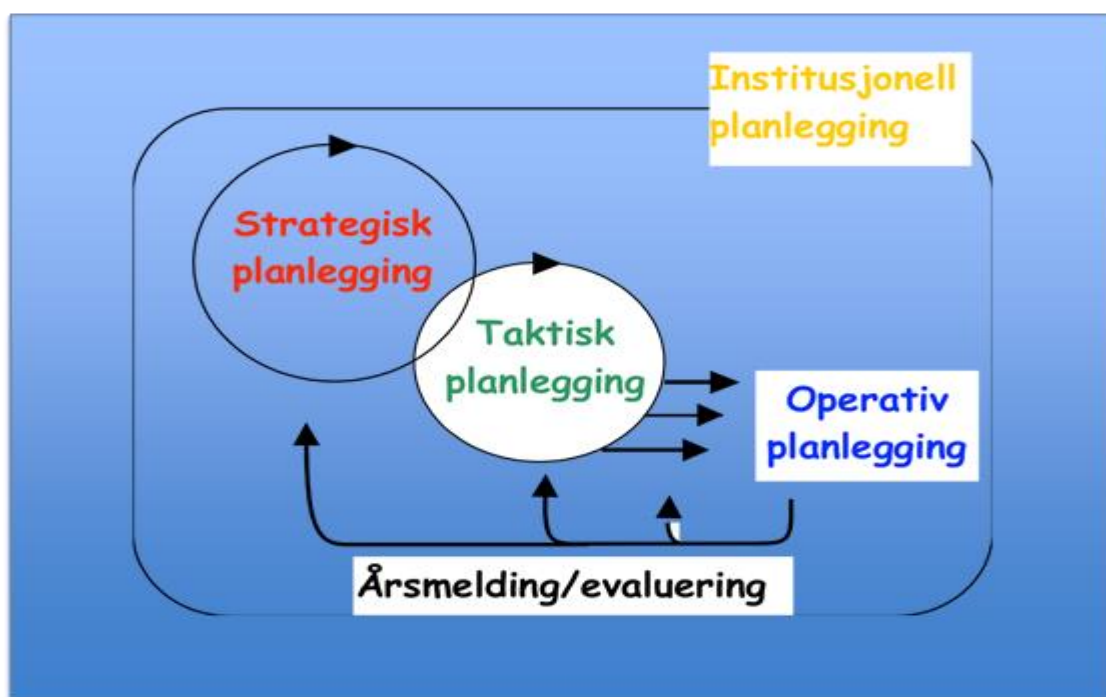 Institusjonell
planlegging
Strategisk
planlegging
Taktisk
planlegging
Operativ
planlegging
Årsmelding/evaluering